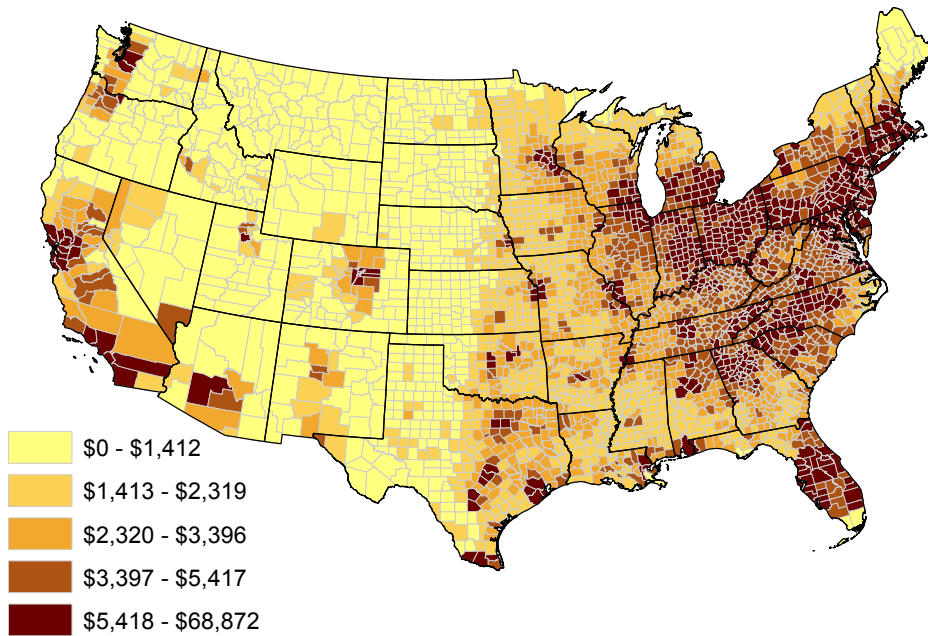 $0 - $1,412
$1,413 - $2,319
$2,320 - $3,396
$3,397 - $5,417
$5,418 - $68,872